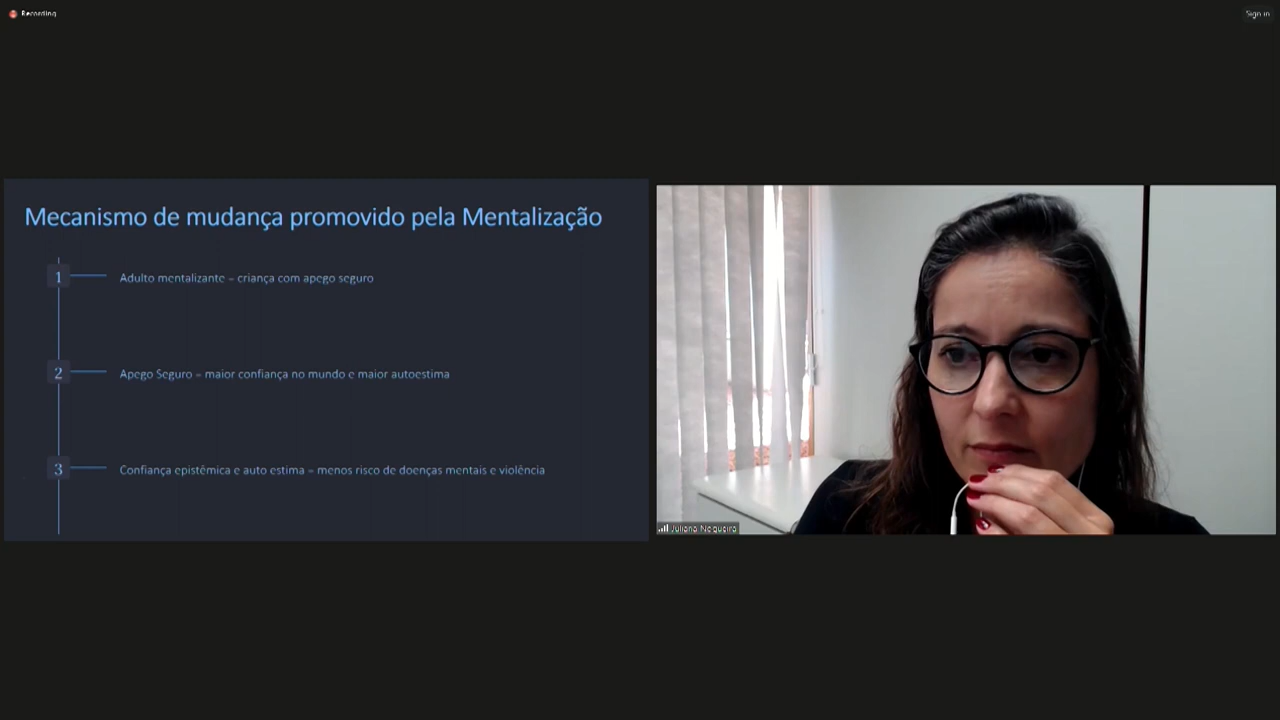 Recording
Sign in
Mecanismo de mudança promovido pela Mentalização
1
Adulto mentalizante – criança com apego seguro
2
Apego Seguro = maior confiança no mundo e maior autoestima
3
Confiança epistêmica e auto estima = menos risco de doenças mentais e violência
Juliana Nogueira